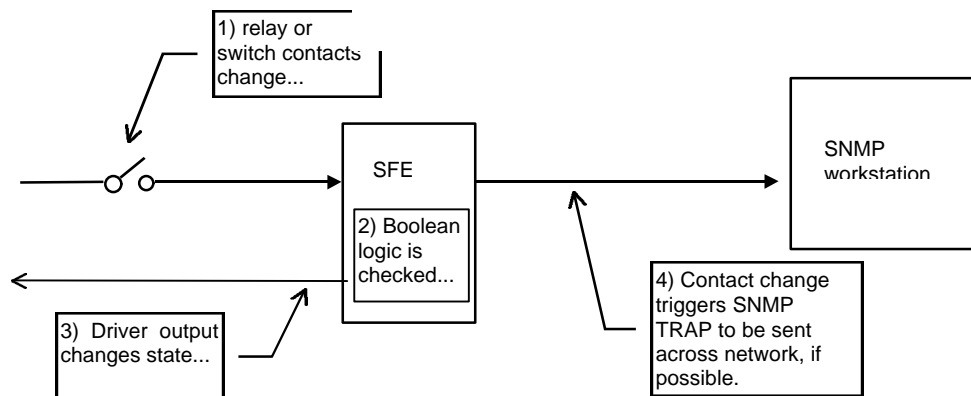 1) relay or
switch contacts
change...
SFE
2) Boolean
logic is
checked...
3) Driver output
changes state...
4) Contact change
triggers SNMP
TRAP to be sent
across network, if
possible.
SNMP
workstation